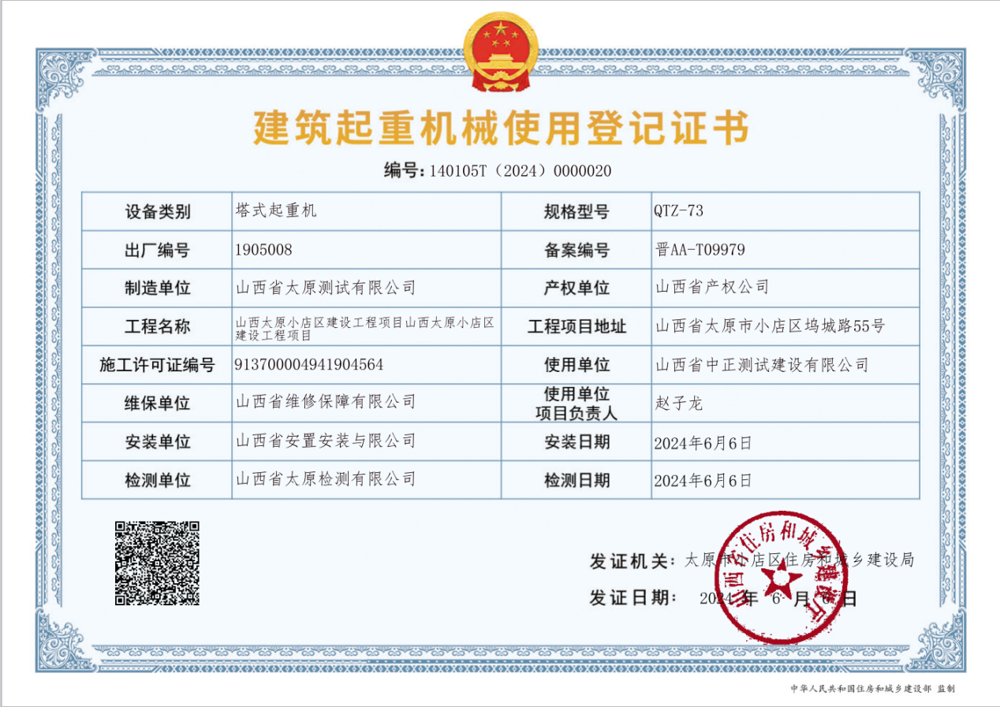 建筑起重机械使用登记证书
编号: 140105T（2024）0000020
设备类别 塔式起重机 规格型号 QTZ-73
出厂编号 1905008 备案编号 晋AA-T09979
制造单位 山西省太原测试有限公司 产权单位 山西省产权公司
工程名称 山西太原小店区建设工程项目山西太原小店区
建设工程项目
工程项目地址 山西省太原市小店区坞城路55号
施工许可证编号 913700004941904564 使用单位 山西省中正测试建设有限公司
维保单位 山西省维修保障有限公司
使用单位
项目负责人 赵子龙
安装单位 山西省安置安装与限公司 安装日期 2024年6月6日
检测单位 山西省太原检测有限公司 检测日期 2024年6月6日
发证机关: 太原市小店区住房和城乡建设局
发证日期: 2024 年 6 月 6 日
山西省住房和城乡建设厅
中华人民共和国住房和城乡建设部 监制